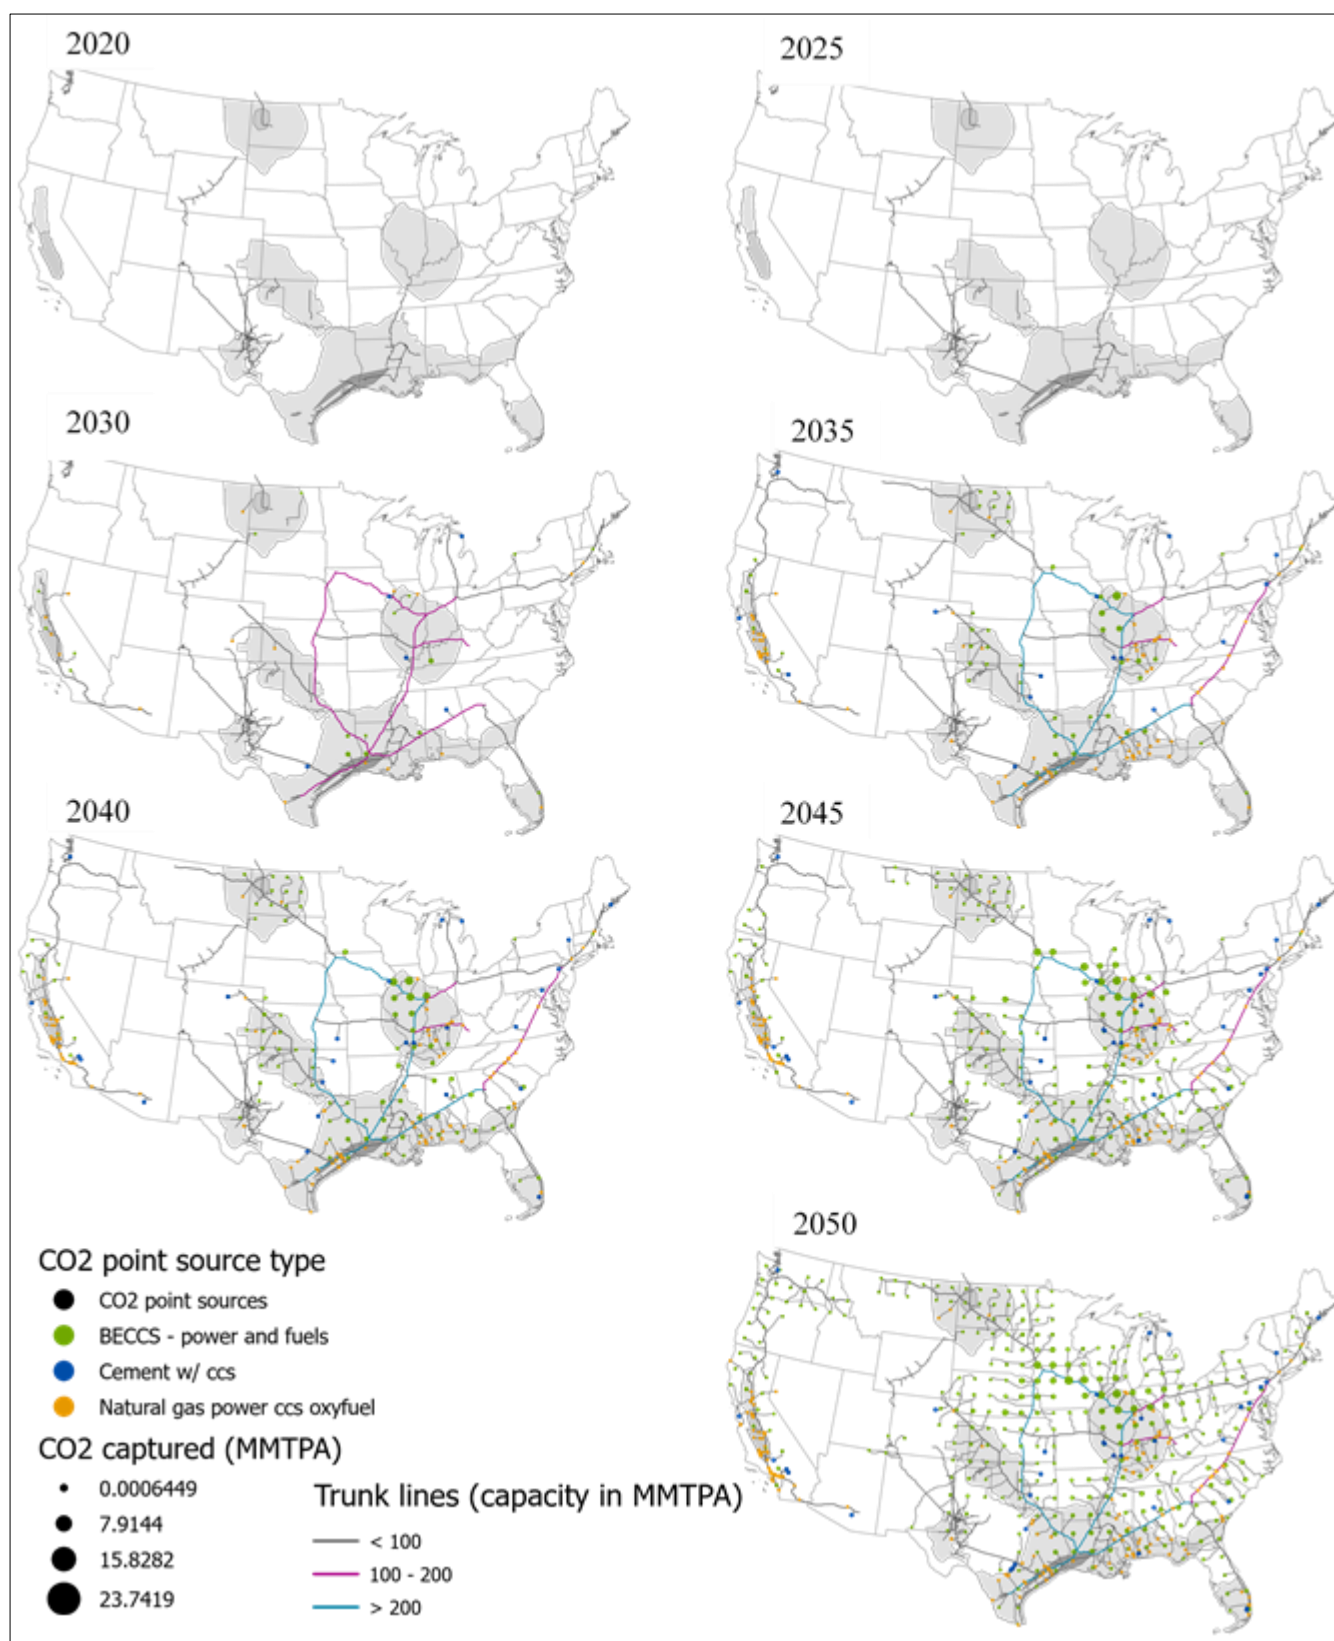 2020
2025
2030
2035
2040
2045
2050
CO2 point source type
CO2 point sources
BECCS - power and fuels
Cement w/ ccs
Natural gas power ccs oxyfuel
CO2 captured (MMTPA)
0.0006449
7.9144
15.8282
23.7419
Trunk lines (capacity in MMTPA)
< 100
100 - 200
> 200